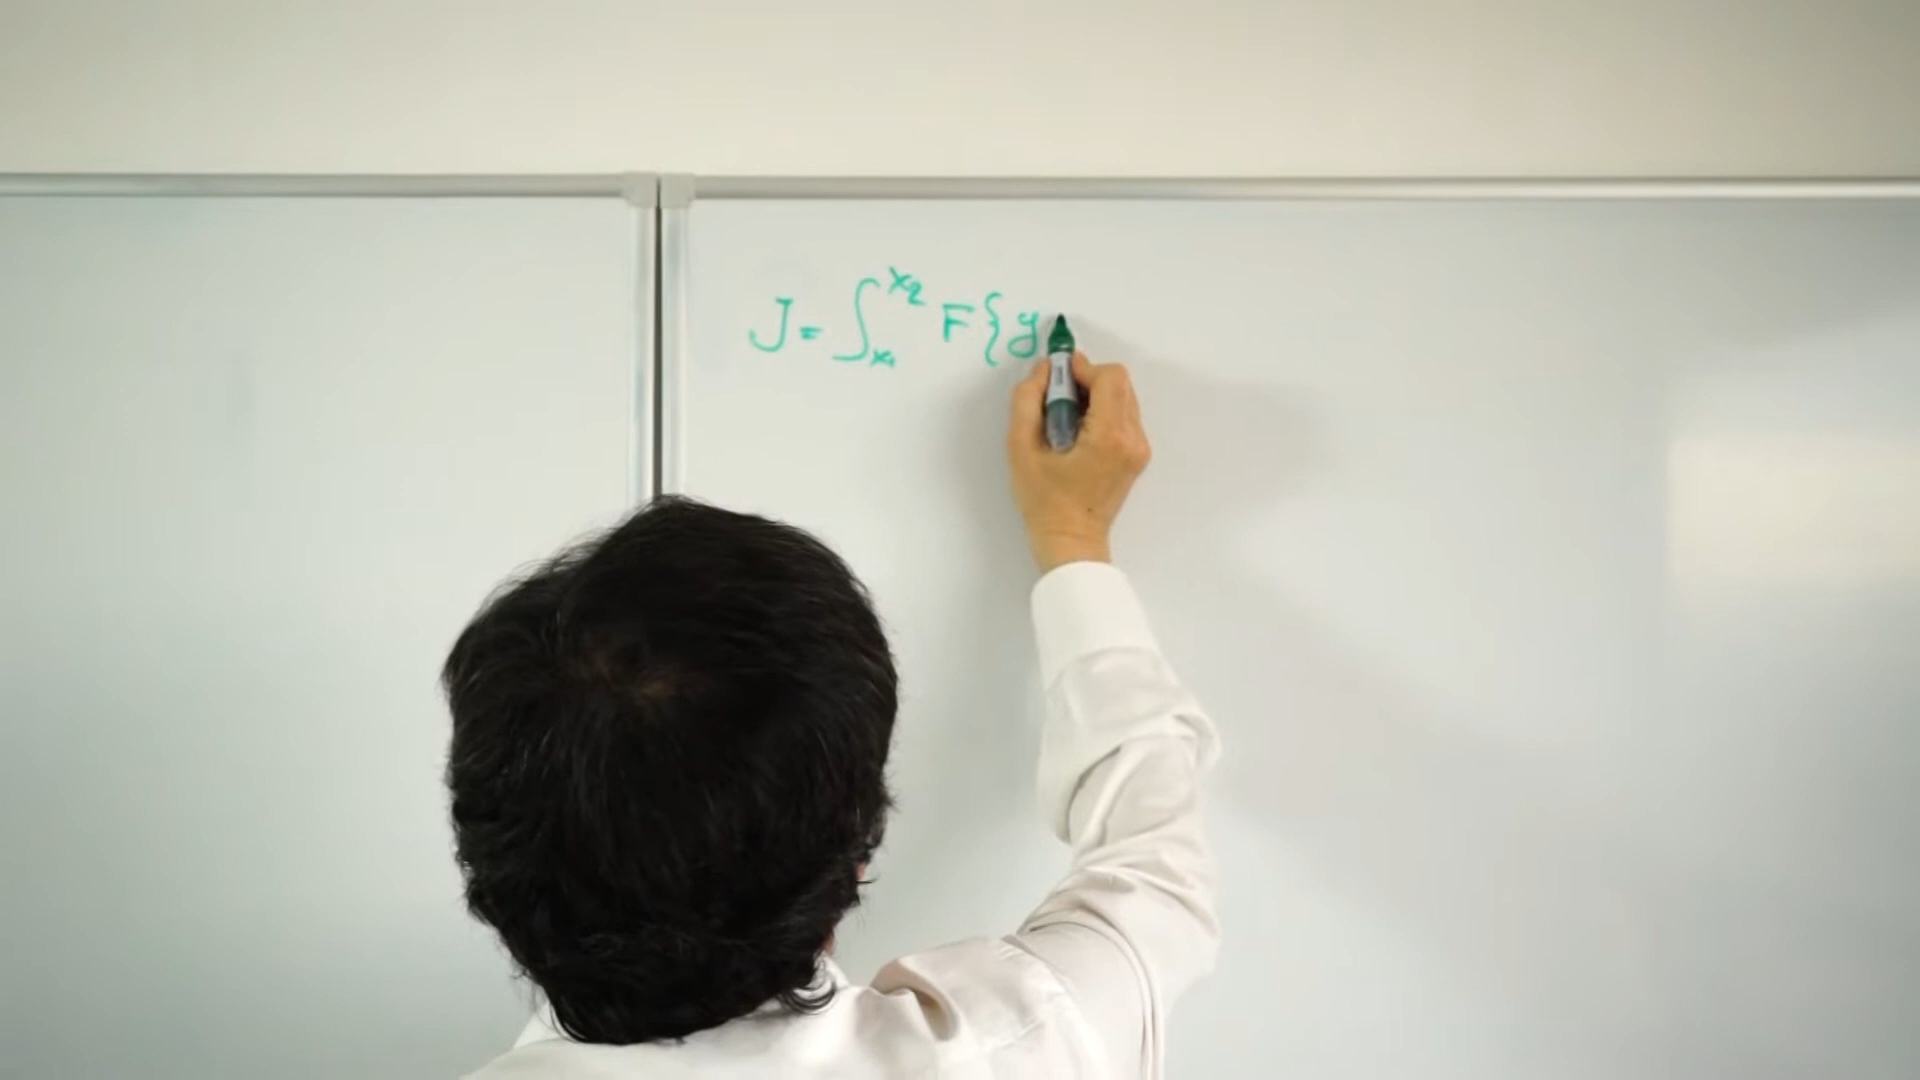 J = ∫_{x₁}^{x₂} F{y